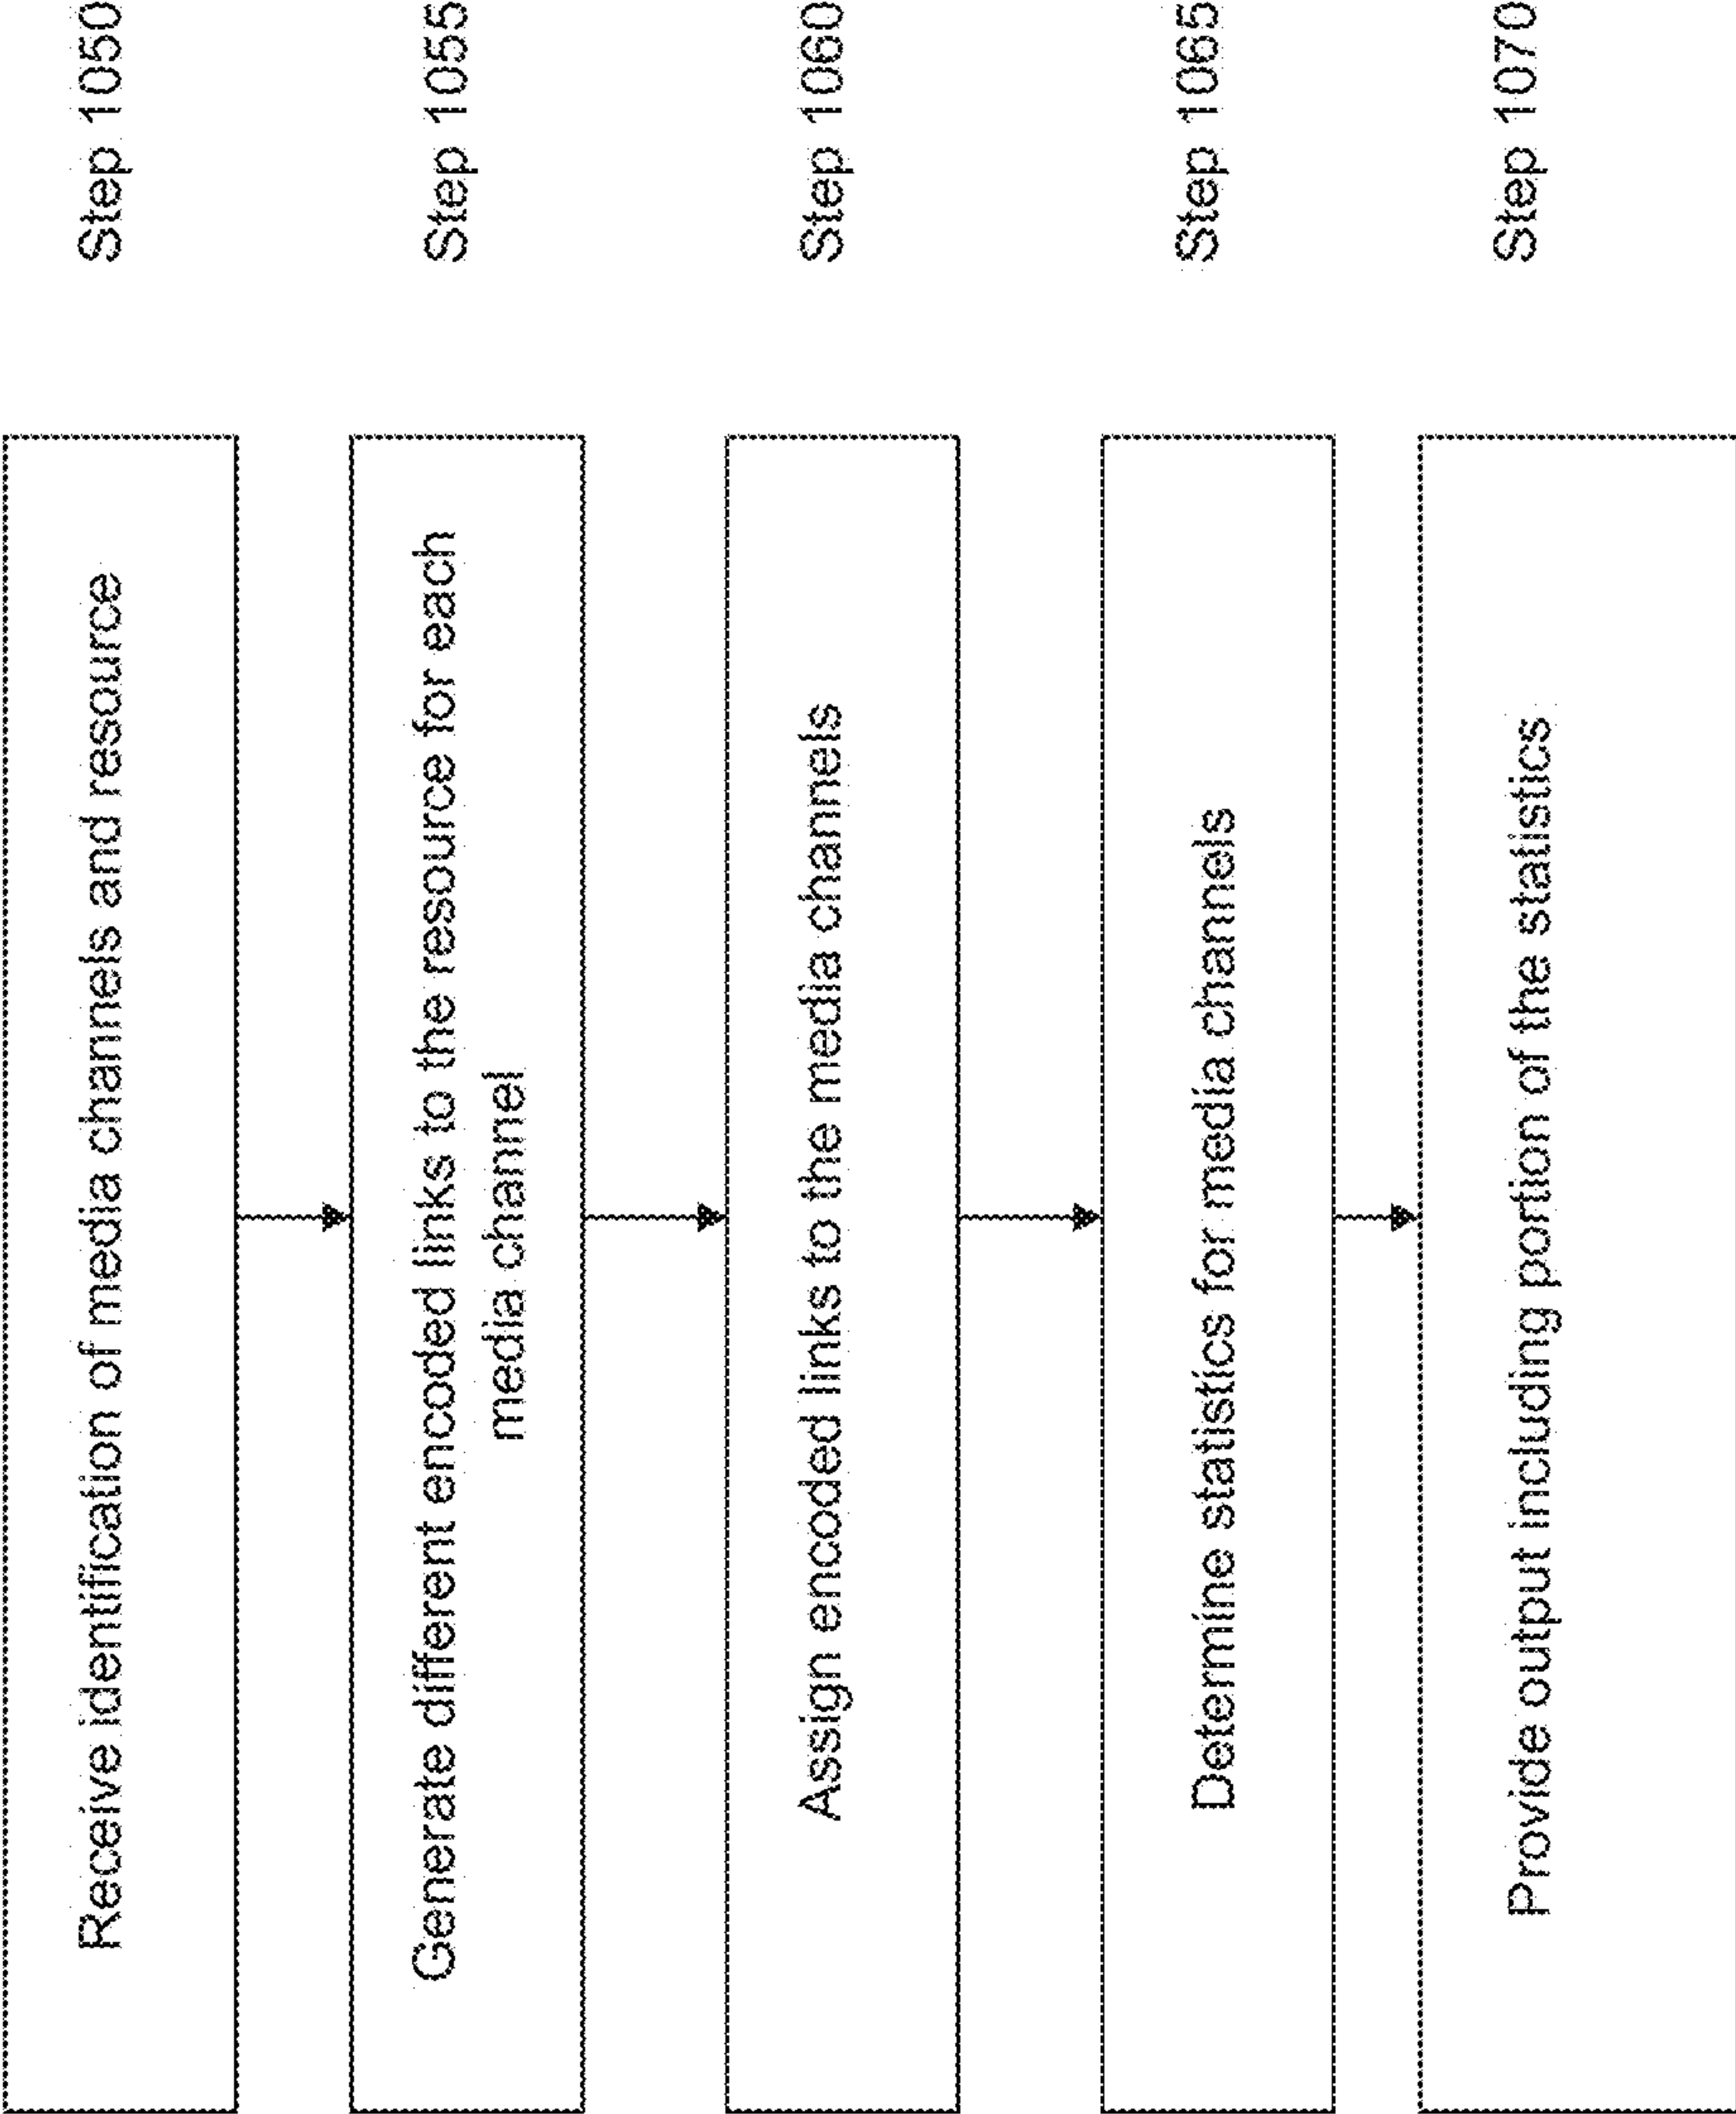 Receive identification of media channels and resource
Step 1050
Generate different encoded links to the resource for each
media channel
Step 1055
Assign encoded links to the media channels
Step 1060
Determine statistics for media channels
Step 1065
Provide output including portion of the statistics
Step 1070